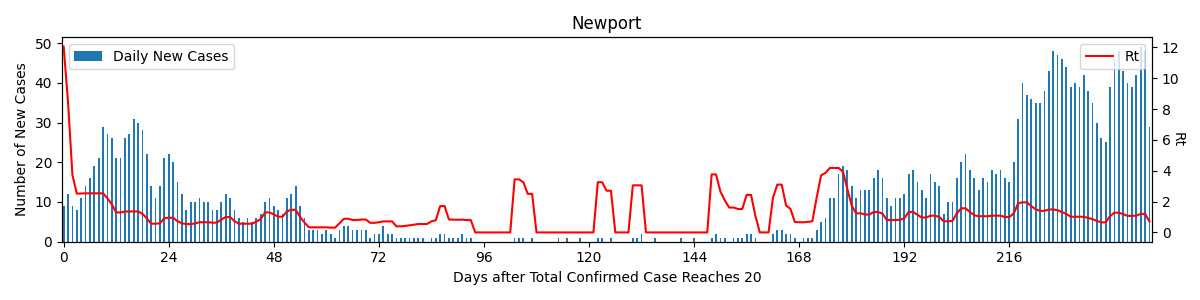 Newport
Daily New Cases
Rt
Number of New Cases
50
40
30
20
10
0
12
10
8
6
4
2
0
Rt
0 24 48 72 96 120 144 168 192 216
Days after Total Confirmed Case Reaches 20